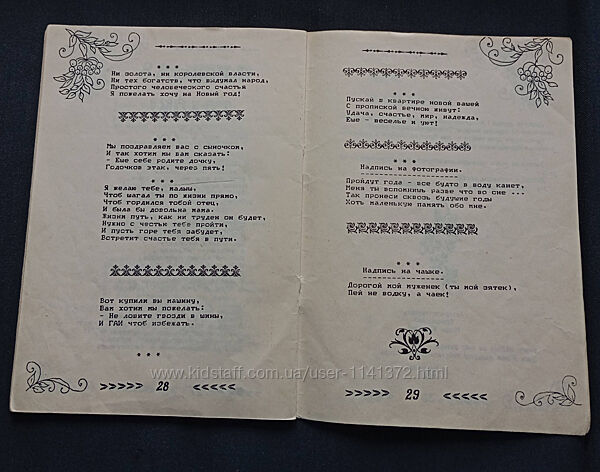 * * *
Ни золота, ни королевской власти,
Ни тех богатств, что выдумал народ,
Простого человеческого счастья
Я пожелать хочу на Новый год!
* * *
Мы поздравляем вас с сыночком,
И так хотим мы вам сказать:
- Еще себе родите дочку,
Годочков этак, через пять!
* * *
Я желаю тебе, малыш,
Чтоб шагал ты по жизни прямо,
Чтоб гордился тобой отец,
И была бы довольна мама.
Жизни путь, как ни труден он будет,
Нужно с честью тебе пройти,
И пусть горе тебя забудет,
Встретит счастье тебя в пути.
Вот купили вы машину,
Вам хотим мы пожелать:
- Не ловите гвозди в шины,
И ГАИ чтоб избежать.
* * *
>>>>> 28 <<<<<
* * *
Пускай в квартире новой вашей
С пропиской вечною живут:
Удача, счастье, мир, надежда,
Еще - веселье и уют!
* * *
Надпись на фотографии.
Пройдут года - все будто в воду канет,
Меня ты вспомнишь разве что во сне ...
Так пронеси сквозь будущие годы
Хоть маленькую память обо мне.
* * *
Надпись на чашке.
Дорогой мой муженек (ты мой зятек),
Пей не водку, а чаек!
>>>>> 29 <<<<<
www.kidstaff.com.ua/user-1141372.html